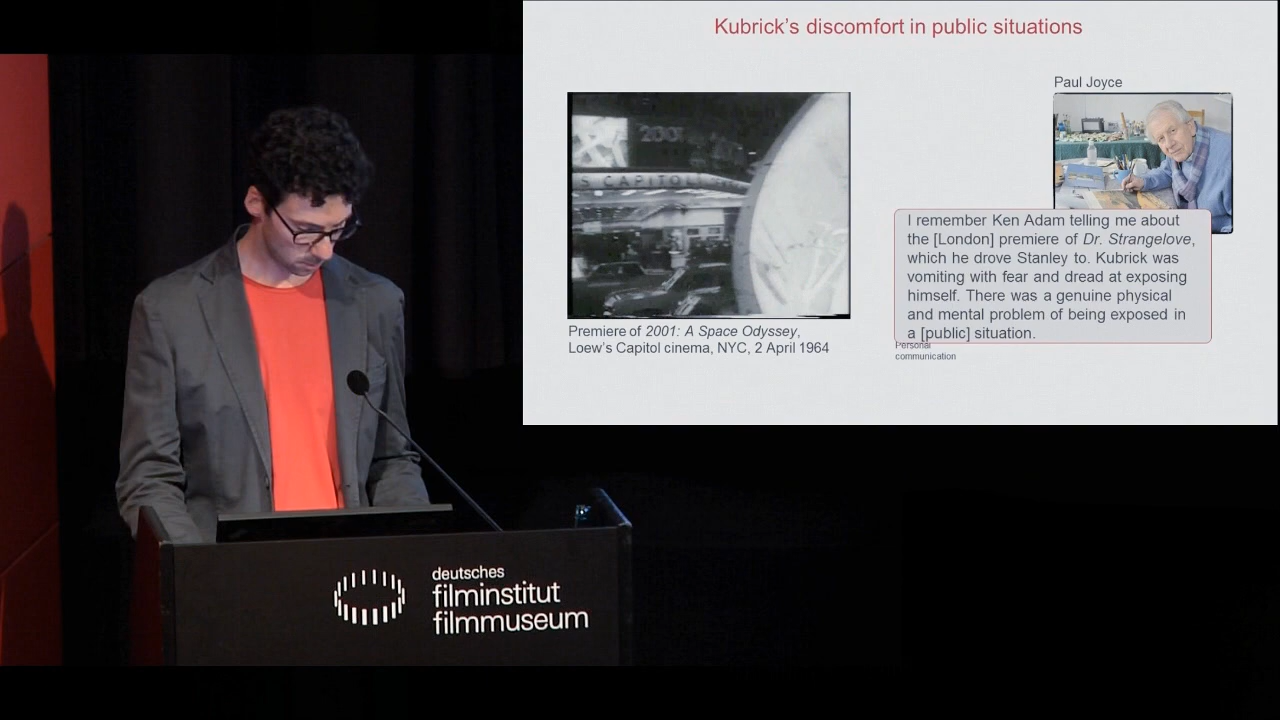 Kubrick's discomfort in public situations
Paul Joyce
2001
S CAPITOL
Premiere of 2001: A Space Odyssey,
Loew's Capitol cinema, NYC, 2 April 1964
I remember Ken Adam telling me about
the [London] premiere of Dr. Strangelove,
which he drove Stanley to. Kubrick was
vomiting with fear and dread at exposing
himself. There was a genuine physical
and mental problem of being exposed in
a [public] situation.
Personal
communication
deutsches
filminstitut
filmmuseum